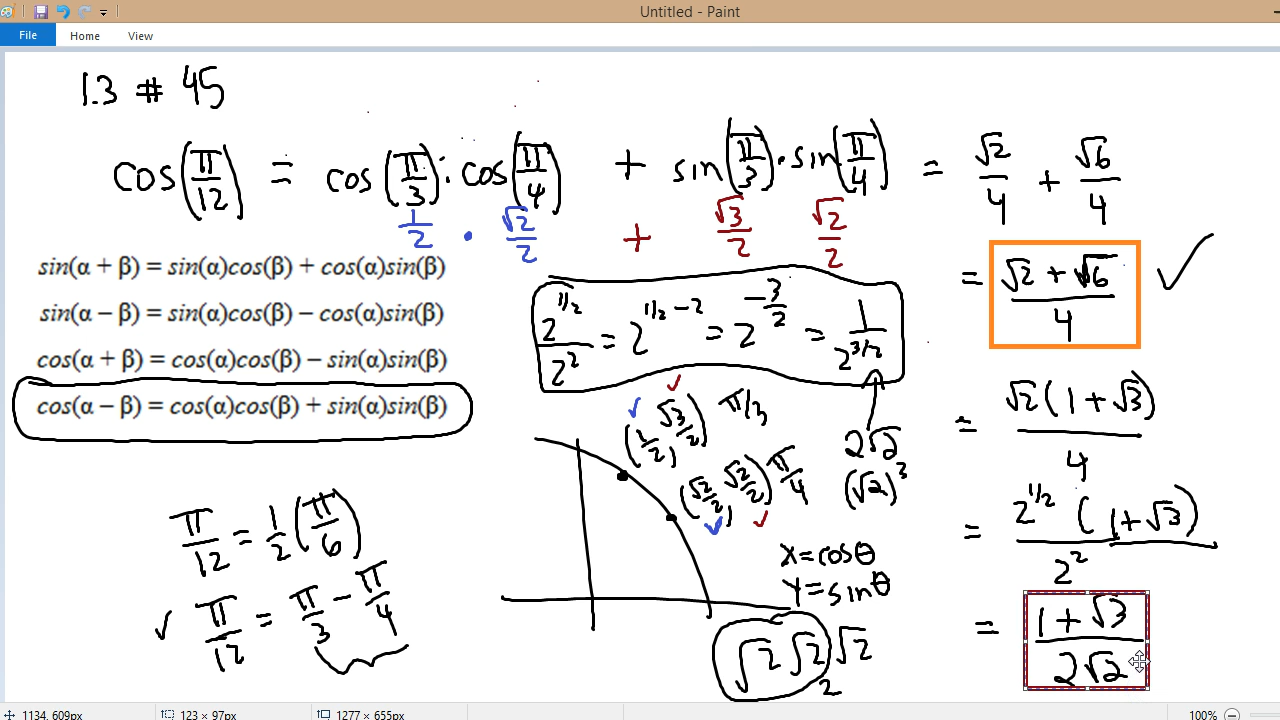 Untitled - Paint
File Home View
1.3 # 45
cos(π/12) = cos(π/3)·cos(π/4) + sin(π/3)·sin(π/4) = √2/4 + √6/4
1/2 · √2/2 + √3/2 √2/2
= (√2 + √6)/4 ✓
sin(α + β) = sin(α)cos(β) + cos(α)sin(β)
sin(α − β) = sin(α)cos(β) − cos(α)sin(β)
cos(α + β) = cos(α)cos(β) − sin(α)sin(β)
cos(α − β) = cos(α)cos(β) + sin(α)sin(β)
2^(1/2)/2^2 = 2^(1/2 − 2) = 2^(−3/2) = 1/2^(3/2)
2√2
(√2)^3
(1/2, √3/2) π/3
(√2/2, √2/2) π/4
= √2(1 + √3)/4
= 2^(1/2)(1+√3)/2^2
= (1 + √3)/(2√2)
π/12 = 1/2(π/6)
✓ π/12 = π/3 − π/4
x = cosθ
y = sinθ
√2 √2 √2
2
1134, 609px 123 × 97px 1277 × 655px 100%